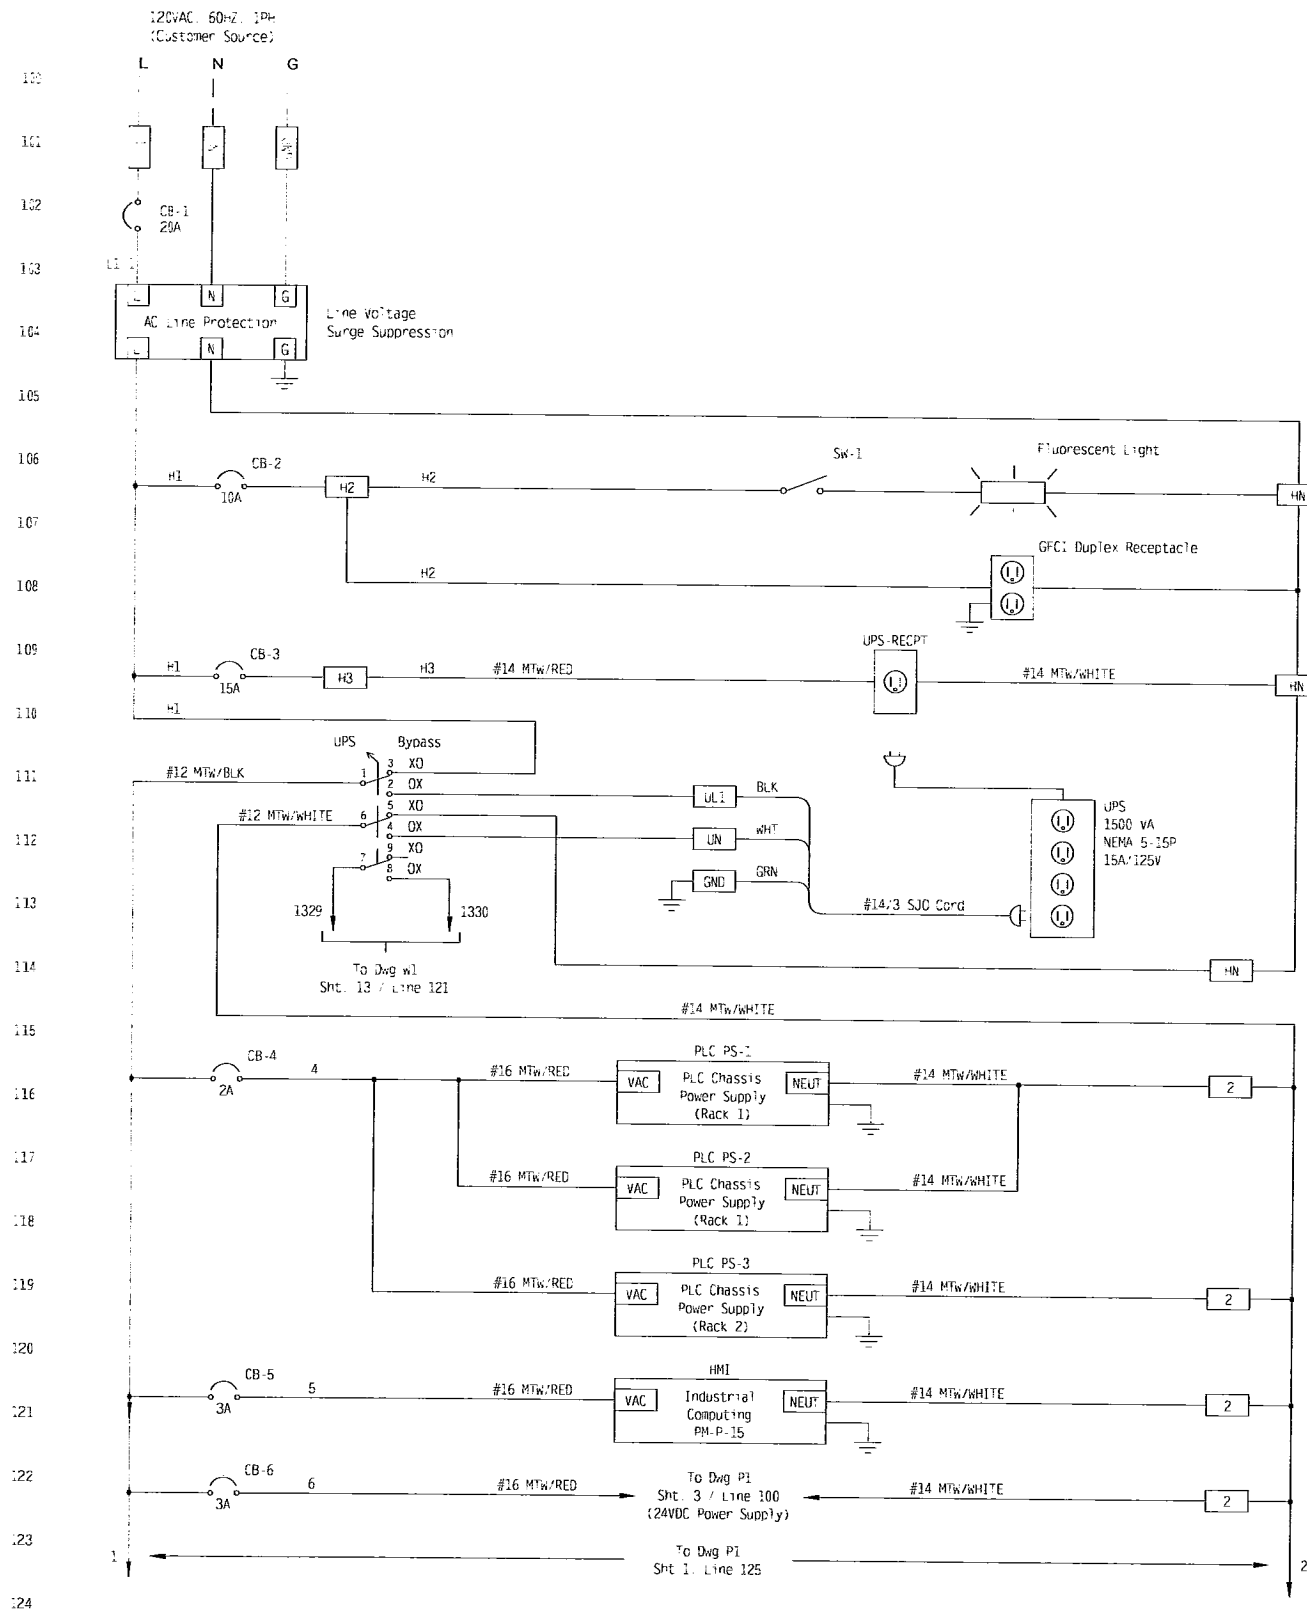 120VAC, 60HZ, 1PH
(Customer Source)
L N G
100
101
102
CB-1
20A
103
L N G
AC Line Protection
L N G
Line Voltage
Surge Suppression
104
105
106
H1
CB-2
10A
H2
H2
SW-1
Fluorescent Light
HN
107
GFCI Duplex Receptacle
108
H2
109
UPS-RECPT
H1
CB-3
15A
H3
H3
#14 MTW/RED
#14 MTW/WHITE
HN
110
H1
UPS
Bypass
111
#12 MTW/BLK
1
3 XO
2 OX
UL1
BLK
#12 MTW/WHITE
6
5 XO
4 OX
UN
WHT
112
7
9 XO
8 OX
GND
GRN
UPS
1500 VA
NEMA 5-15P
15A/125V
113
1329
1330
#14/3 SJO Cord
114
To Dwg W1
Sht. 13 / Line 121
HN
115
#14 MTW/WHITE
CB-4
2A
4
#16 MTW/RED
PLC PS-1
VAC
PLC Chassis
Power Supply
(Rack 1)
NEUT
#14 MTW/WHITE
2
116
117
#16 MTW/RED
PLC PS-2
VAC
PLC Chassis
Power Supply
(Rack 1)
NEUT
#14 MTW/WHITE
118
119
#16 MTW/RED
PLC PS-3
VAC
PLC Chassis
Power Supply
(Rack 2)
NEUT
#14 MTW/WHITE
2
120
CB-5
3A
5
#16 MTW/RED
HMI
VAC
Industrial
Computing
PM-P-15
NEUT
#14 MTW/WHITE
2
121
122
CB-6
3A
6
#16 MTW/RED
To Dwg P1
Sht. 3 / Line 100
(24VDC Power Supply)
#14 MTW/WHITE
2
123
1
To Dwg P1
Sht 1, Line 125
2
124